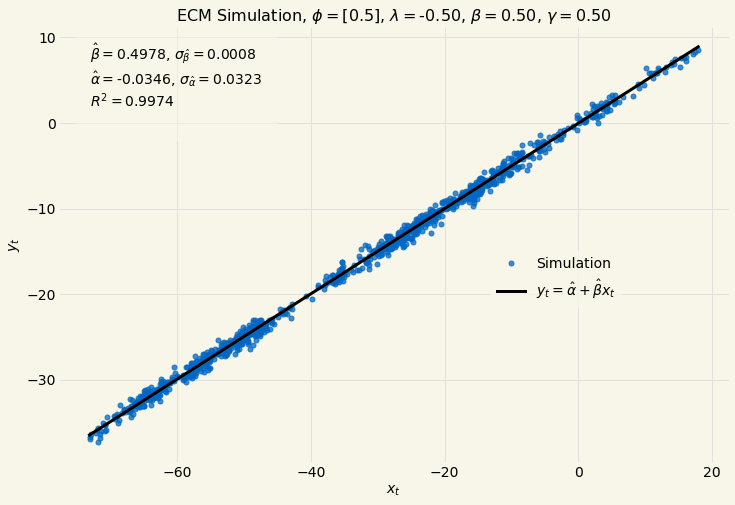 ECM Simulation, ϕ = [0.5], λ = -0.50, β = 0.50, γ = 0.50
β̂ = 0.4978, σ_β̂ = 0.0008
α̂ = -0.0346, σ_α̂ = 0.0323
R² = 0.9974
10
0
−10
−20
−30
y_t
Simulation
y_t = α̂ + β̂x_t
−60 −40 −20 0 20
x_t